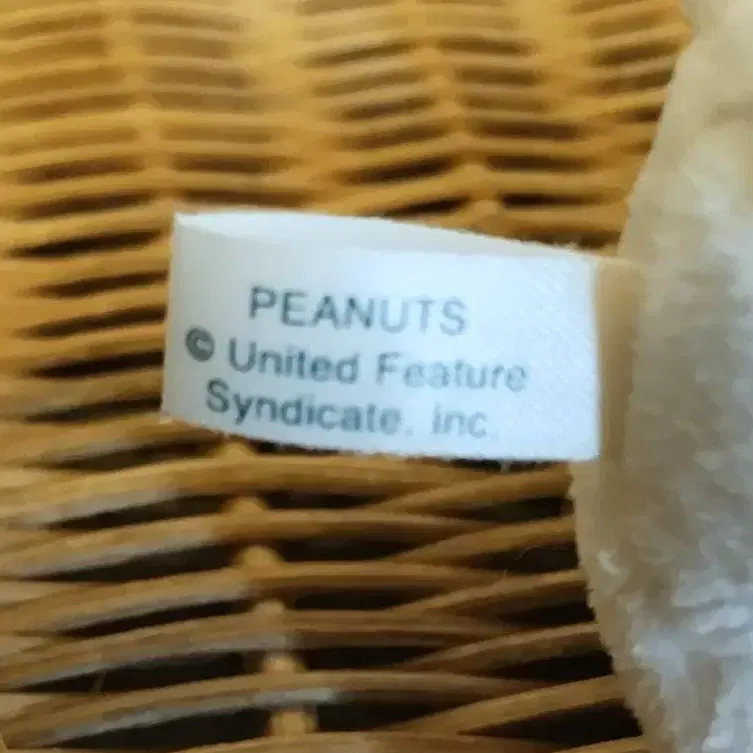 PEANUTS
© United Feature
Syndicate, Inc.